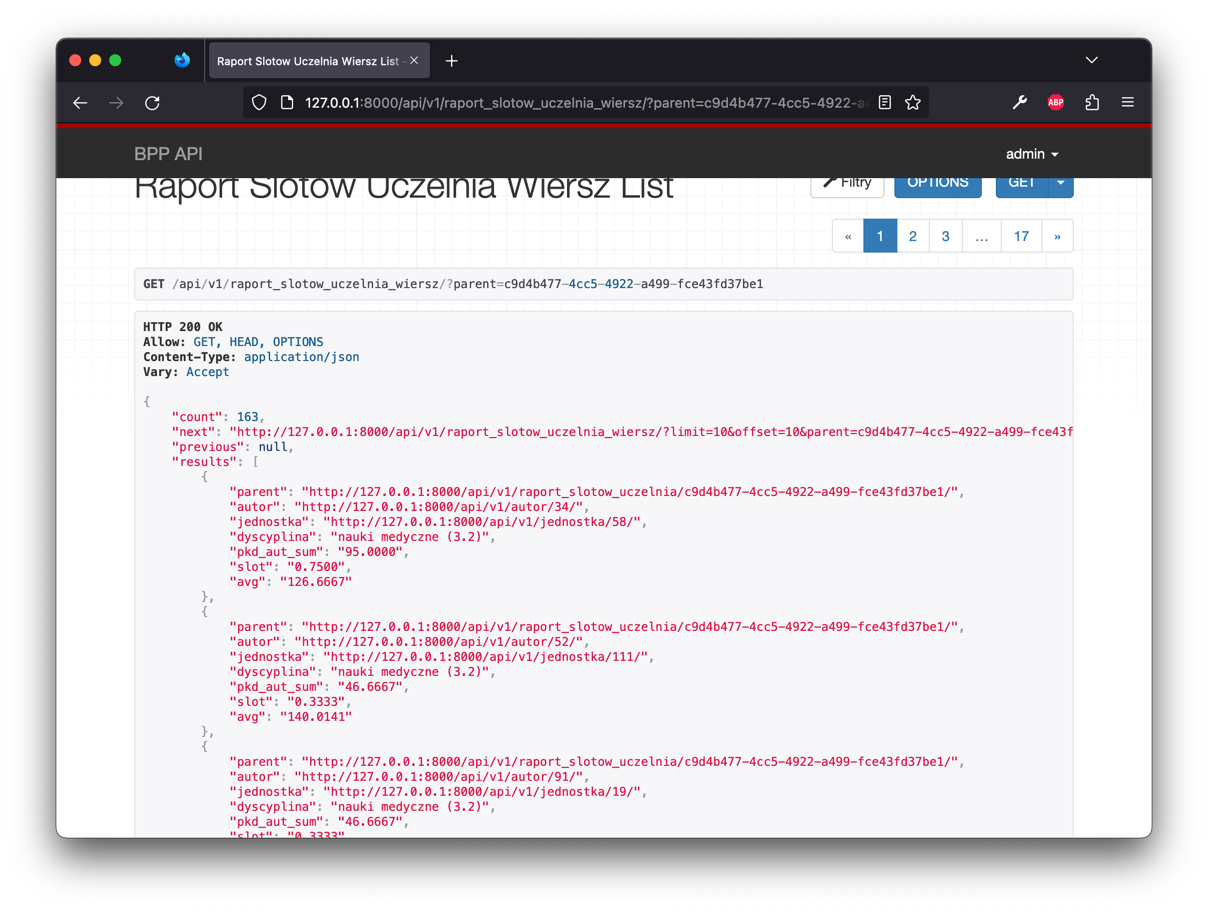 Raport Slotow Uczelnia Wiersz List -
127.0.0.1:8000/api/v1/raport_slotow_uczelnia_wiersz/?parent=c9d4b477-4cc5-4922-a
ABP
BPP API
admin
Raport Slotow Uczelnia Wiersz List
Filtry
OPTIONS
GET
« 1 2 3 … 17 »
GET /api/v1/raport_slotow_uczelnia_wiersz/?parent=c9d4b477-4cc5-4922-a499-fce43fd37be1
HTTP 200 OK
Allow: GET, HEAD, OPTIONS
Content-Type: application/json
Vary: Accept
{
"count": 163,
"next": "http://127.0.0.1:8000/api/v1/raport_slotow_uczelnia_wiersz/?limit=10&offset=10&parent=c9d4b477-4cc5-4922-a499-fce43f
"previous": null,
"results": [
{
"parent": "http://127.0.0.1:8000/api/v1/raport_slotow_uczelnia/c9d4b477-4cc5-4922-a499-fce43fd37be1/",
"autor": "http://127.0.0.1:8000/api/v1/autor/34/",
"jednostka": "http://127.0.0.1:8000/api/v1/jednostka/58/",
"dyscyplina": "nauki medyczne (3.2)",
"pkd_aut_sum": "95.0000",
"slot": "0.7500",
"avg": "126.6667"
},
{
"parent": "http://127.0.0.1:8000/api/v1/raport_slotow_uczelnia/c9d4b477-4cc5-4922-a499-fce43fd37be1/",
"autor": "http://127.0.0.1:8000/api/v1/autor/52/",
"jednostka": "http://127.0.0.1:8000/api/v1/jednostka/111/",
"dyscyplina": "nauki medyczne (3.2)",
"pkd_aut_sum": "46.6667",
"slot": "0.3333",
"avg": "140.0141"
},
{
"parent": "http://127.0.0.1:8000/api/v1/raport_slotow_uczelnia/c9d4b477-4cc5-4922-a499-fce43fd37be1/",
"autor": "http://127.0.0.1:8000/api/v1/autor/91/",
"jednostka": "http://127.0.0.1:8000/api/v1/jednostka/19/",
"dyscyplina": "nauki medyczne (3.2)",
"pkd_aut_sum": "46.6667",
"slot": "0.3333"